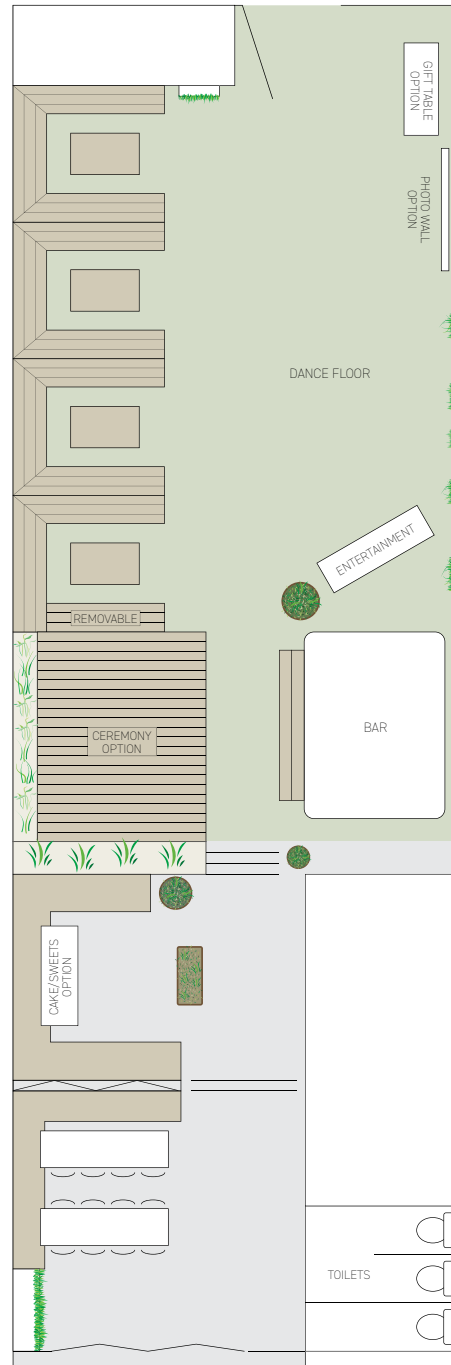 GIFT TABLE
OPTION
PHOTO WALL
OPTION
DANCE FLOOR
ENTERTAINMENT
REMOVABLE
CEREMONY
OPTION
BAR
CAKE/SWEETS
OPTION
TOILETS